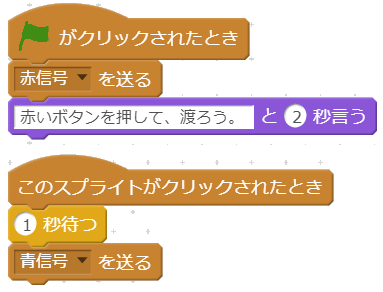 がクリックされたとき
赤信号 を送る
赤いボタンを押して、渡ろう。 と 2 秒言う
このスプライトがクリックされたとき
1 秒待つ
青信号 を送る